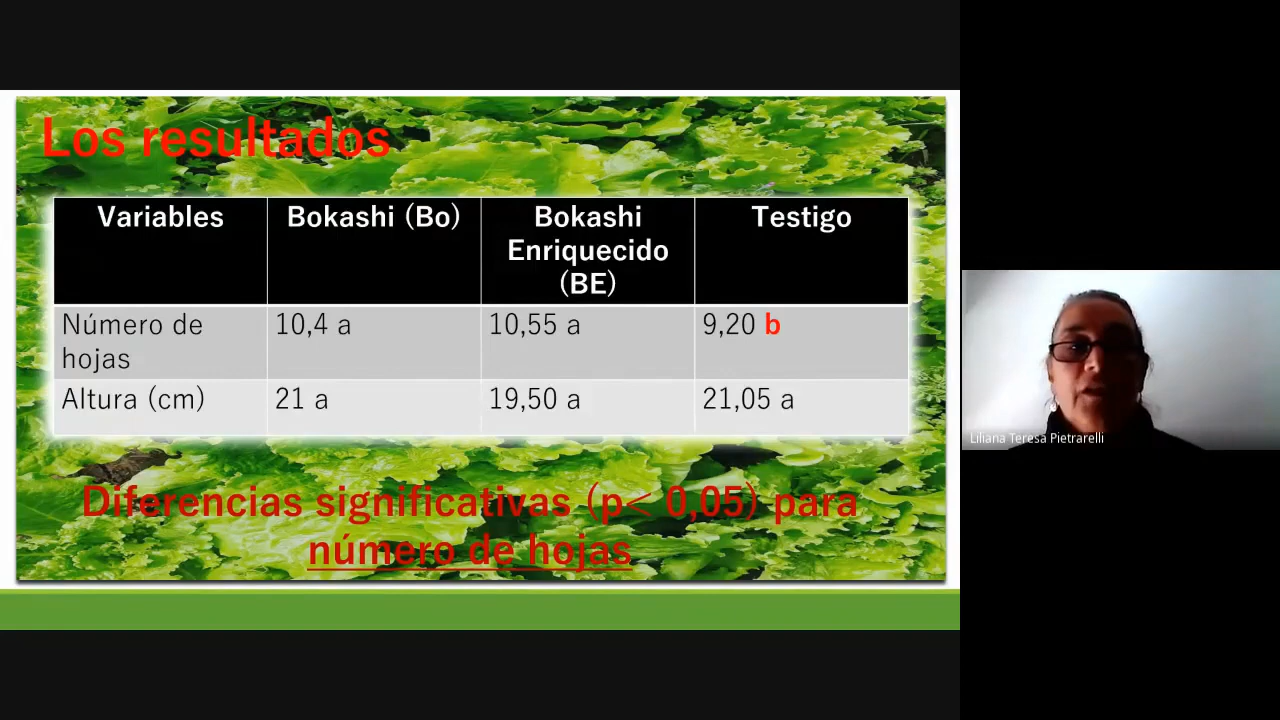 Los resultados
Variables
Bokashi (Bo)
Bokashi
Enriquecido
(BE)
Testigo
Número de
hojas
10,4 a
10,55 a
9,20 b
Altura (cm)
21 a
19,50 a
21,05 a
Diferencias significativas (p< 0,05) para
número de hojas
Liliana Teresa Pietrarelli